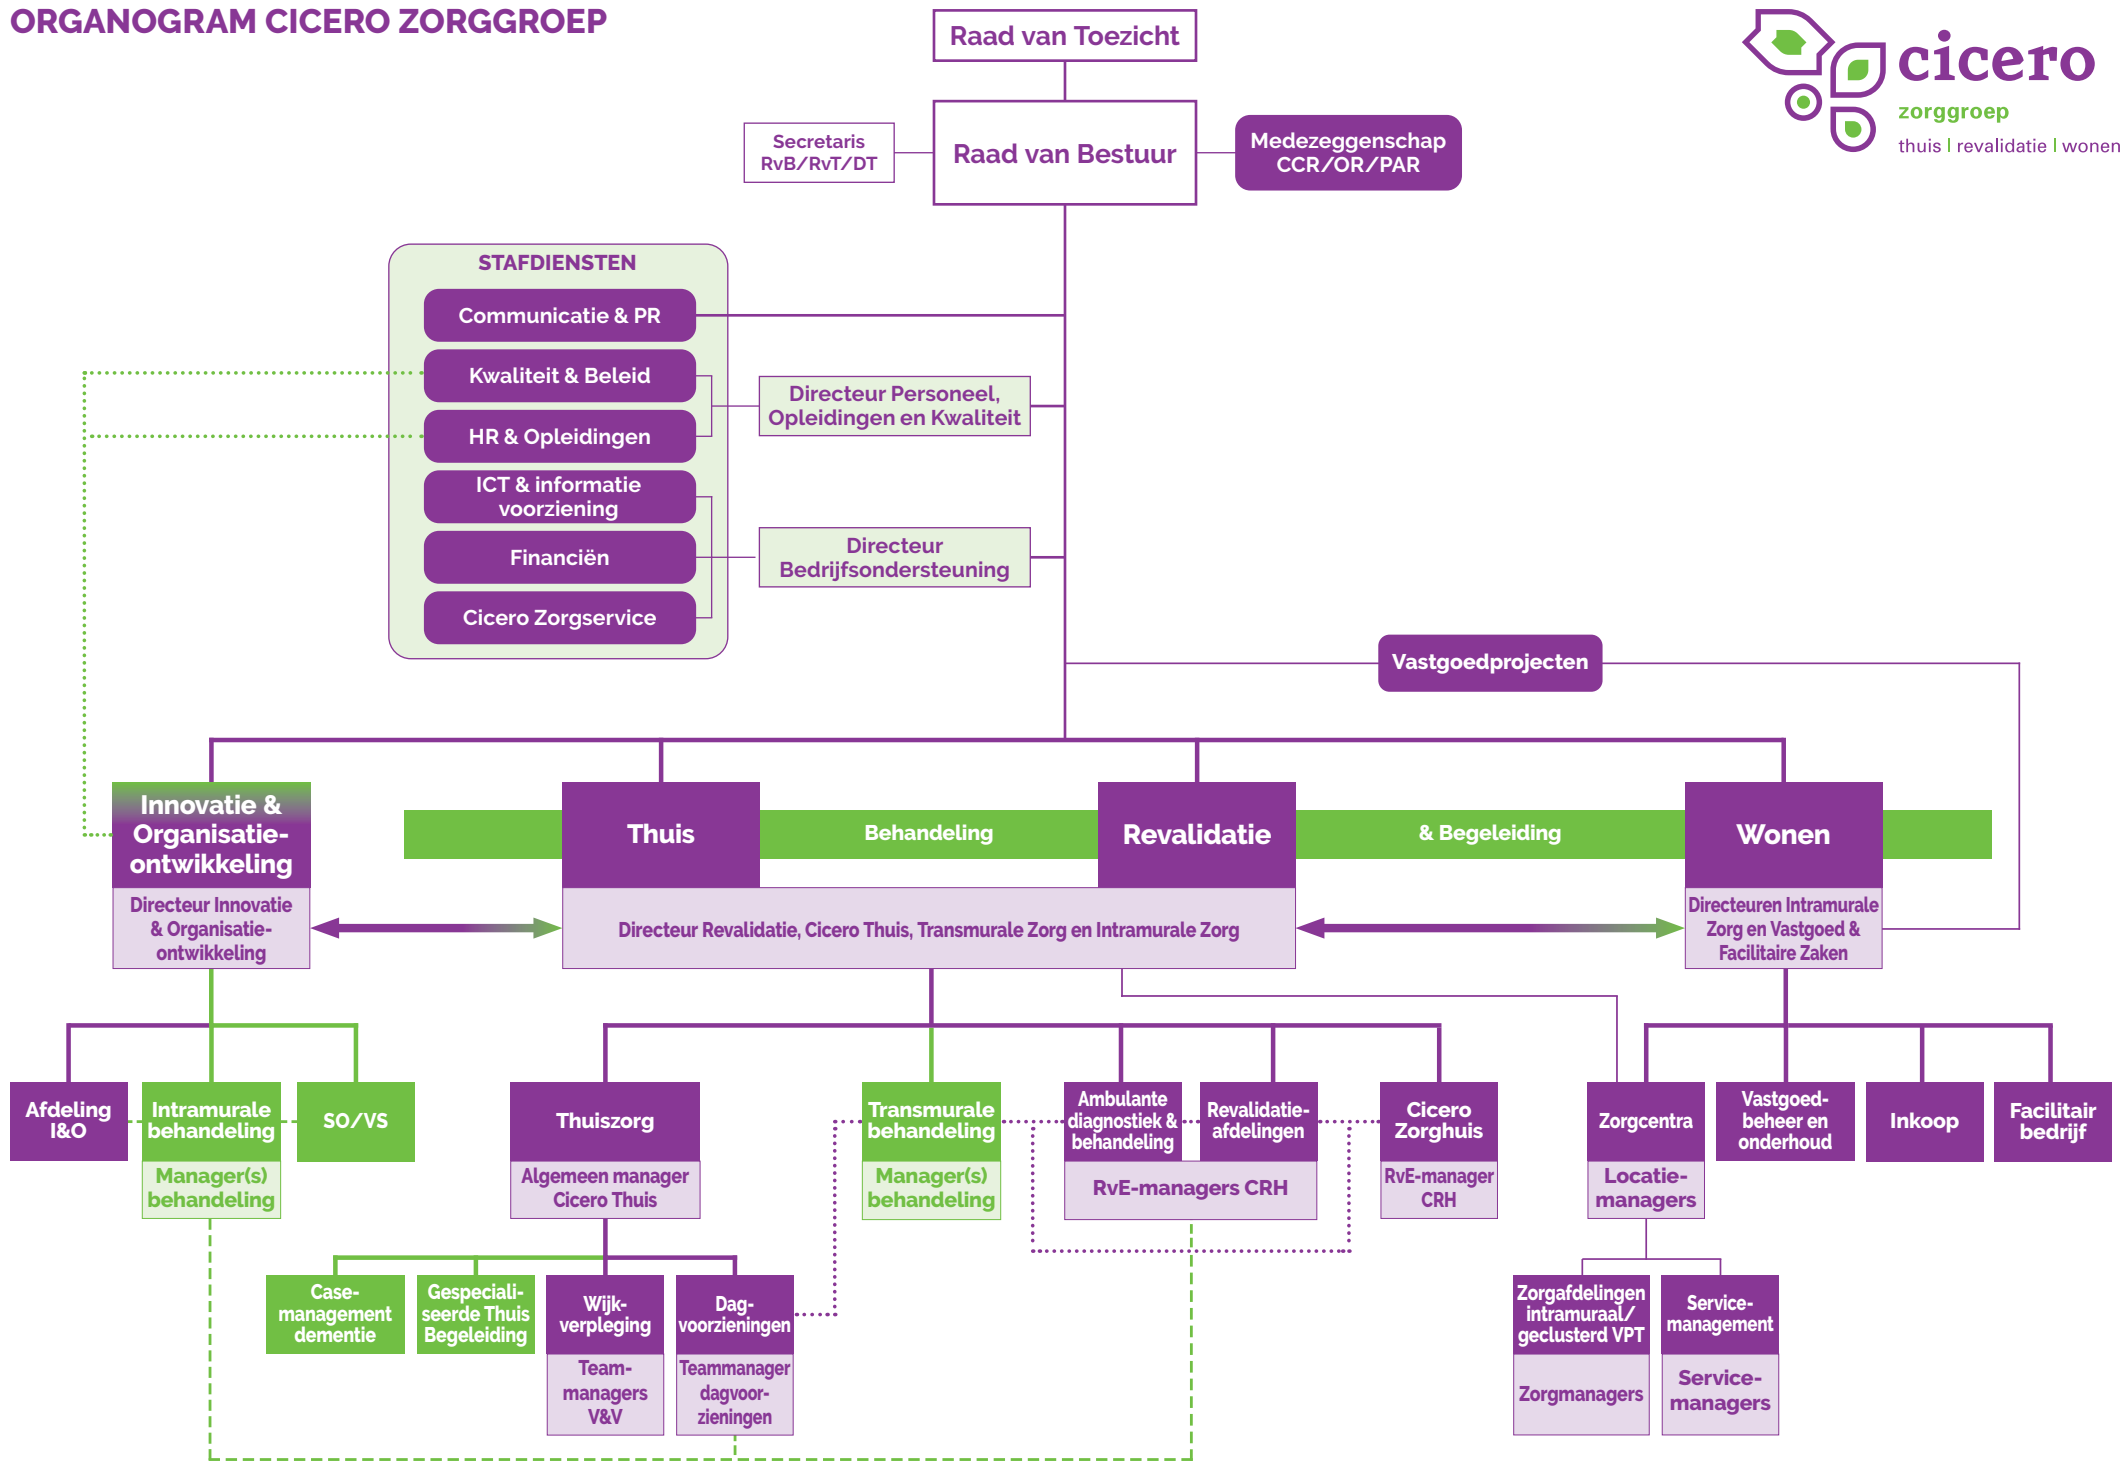 ORGANOGRAM CICERO ZORGGROEP
Raad van Toezicht
cicero
zorggroep
thuis | revalidatie | wonen
Secretaris
RvB/RvT/DT
Raad van Bestuur
Medezeggenschap
CCR/OR/PAR
STAFDIENSTEN
Communicatie & PR
Kwaliteit & Beleid
HR & Opleidingen
ICT & informatie
voorziening
Financiën
Cicero Zorgservice
Directeur Personeel,
Opleidingen en Kwaliteit
Directeur
Bedrijfsondersteuning
Vastgoedprojecten
Innovatie &
Organisatie-
ontwikkeling
Thuis
Behandeling
Revalidatie
& Begeleiding
Wonen
Directeur Innovatie
& Organisatie-
ontwikkeling
Directeur Revalidatie, Cicero Thuis, Transmurale Zorg en Intramurale Zorg
Directeuren Intramurale
Zorg en Vastgoed &
Facilitaire Zaken
Afdeling
I&O
Intramurale
behandeling
Manager(s)
behandeling
SO/VS
Thuiszorg
Algemeen manager
Cicero Thuis
Transmurale
behandeling
Manager(s)
behandeling
Ambulante
diagnostiek &
behandeling
Revalidatie-
afdelingen
RvE-managers CRH
Cicero
Zorghuis
RvE-manager
CRH
Zorgcentra
Locatie-
managers
Vastgoed-
beheer en
onderhoud
Inkoop
Facilitair
bedrijf
Case-
management
dementie
Gespeciali-
seerde Thuis
Begeleiding
Wijk-
verpleging
Team-
managers
V&V
Dag-
voorzieningen
Teammanager
dagvoor-
zieningen
Zorgafdelingen
intramuraal/
geclusterd VPT
Zorgmanagers
Service-
management
Service-
managers